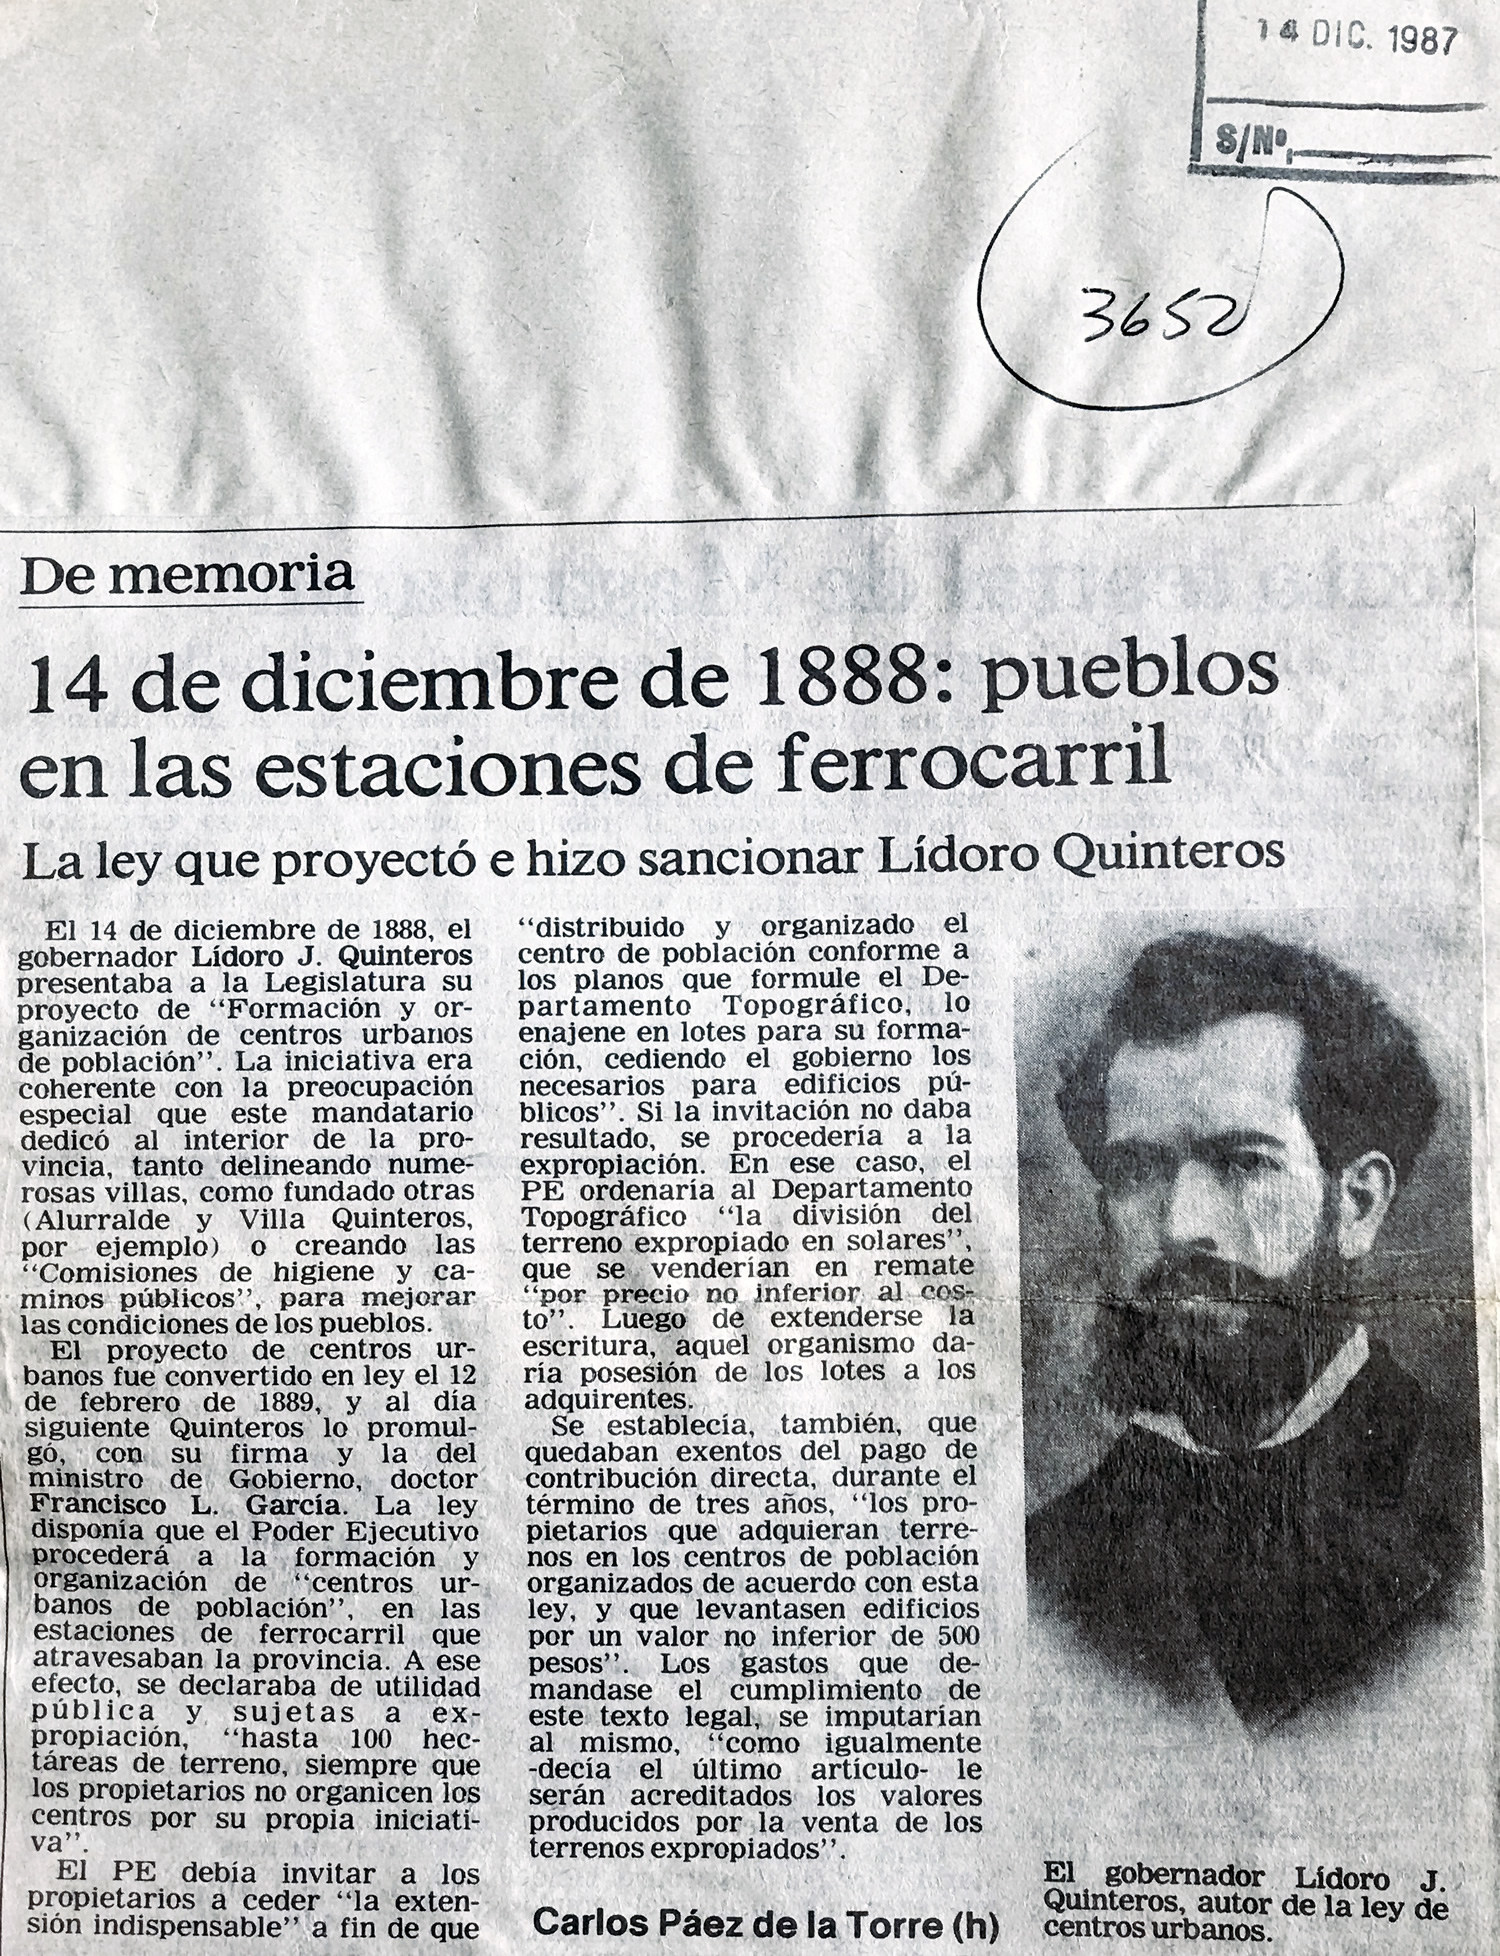 14 DIC. 1987
S/Nº.
3652
De memoria
14 de diciembre de 1888: pueblos
en las estaciones de ferrocarril
La ley que proyectó e hizo sancionar Lídoro Quinteros
El 14 de diciembre de 1888, el
gobernador Lídoro J. Quinteros
presentaba a la Legislatura su
proyecto de “Formación y or-
ganización de centros urbanos
de población”. La iniciativa era
coherente con la preocupación
especial que este mandatario
dedicó al interior de la pro-
vincia, tanto delineando nume-
rosas villas, como fundado otras
(Alurralde y Villa Quinteros,
por ejemplo) o creando las
“Comisiones de higiene y ca-
minos públicos”, para mejorar
las condiciones de los pueblos.
El proyecto de centros ur-
banos fue convertido en ley el 12
de febrero de 1889, y al día
siguiente Quinteros lo promul-
gó, con su firma y la del
ministro de Gobierno, doctor
Francisco L. García. La ley
disponía que el Poder Ejecutivo
procederá a la formación y
organización de “centros ur-
banos de población”, en las
estaciones de ferrocarril que
atravesaban la provincia. A ese
efecto, se declaraba de utilidad
pública y sujetas a ex-
propiación, “hasta 100 hec-
táreas de terreno, siempre que
los propietarios no organicen los
centros por su propia iniciati-
va”.
El PE debía invitar a los
propietarios a ceder “la exten-
sión indispensable” a fin de que
“distribuido y organizado el
centro de población conforme a
los planos que formule el De-
partamento Topográfico, lo
enajene en lotes para su forma-
ción, cediendo el gobierno los
necesarios para edificios pú-
blicos”. Si la invitación no daba
resultado, se procedería a la
expropiación. En ese caso, el
PE ordenaría al Departamento
Topográfico “la división del
terreno expropiado en solares”,
que se venderían en remate
“por precio no inferior al cos-
to”. Luego de extenderse la
escritura, aquel organismo da-
ría posesión de los lotes a los
adquirentes.
Se establecía, también, que
quedaban exentos del pago de
contribución directa, durante el
término de tres años, “los pro-
pietarios que adquieran terre-
nos en los centros de población
organizados de acuerdo con esta
ley, y que levantasen edificios
por un valor no inferior de 500
pesos”. Los gastos que de-
mandase el cumplimiento de
este texto legal, se imputarían
al mismo, “como igualmente
-decía el último artículo- le
serán acreditados los valores
producidos por la venta de los
terrenos expropiados”.
Carlos Páez de la Torre (h)
El gobernador Lídoro J.
Quinteros, autor de la ley de
centros urbanos.